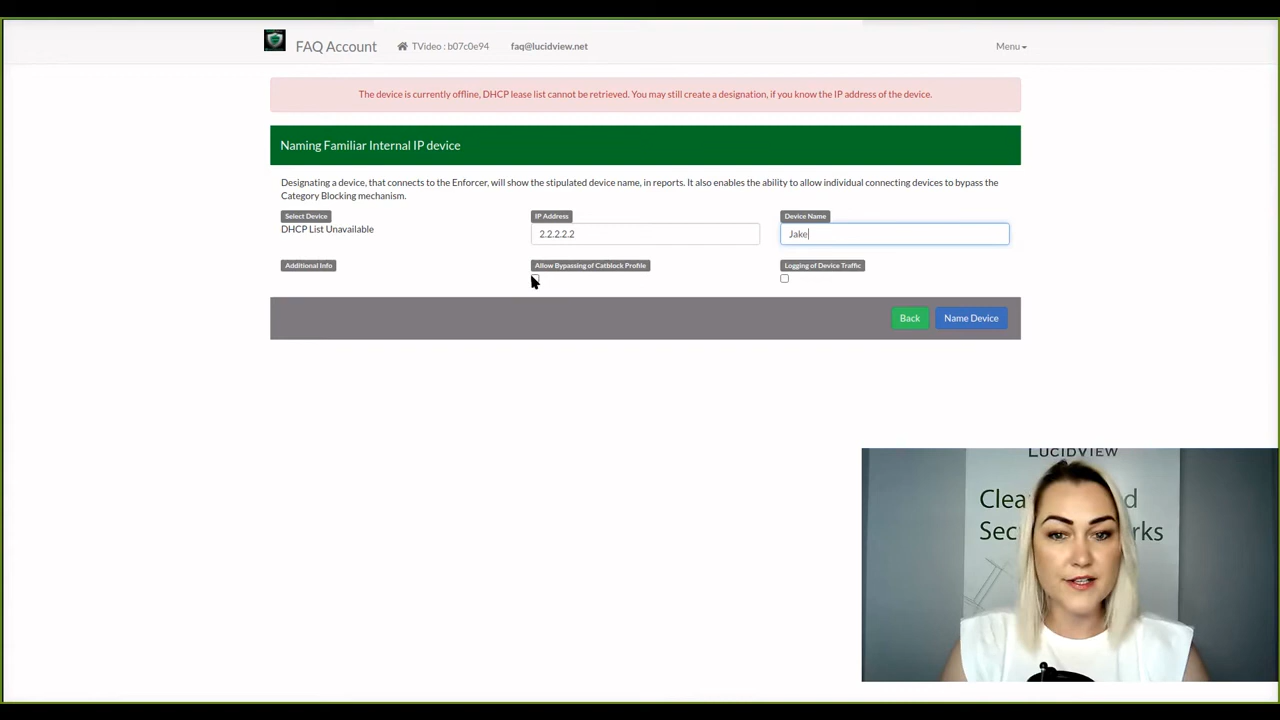 FAQ Account
TVideo : b07c0e94
faq@lucidview.net
Menu
The device is currently offline, DHCP lease list cannot be retrieved. You may still create a designation, if you know the IP address of the device.
Naming Familiar Internal IP device
Designating a device, that connects to the Enforcer, will show the stipulated device name, in reports. It also enables the ability to allow individual connecting devices to bypass the
Category Blocking mechanism.
Select Device
IP Address
Device Name
DHCP List Unavailable
2.2.2.2.2
Jake
Additional Info
Allow Bypassing of Catblock Profile
Logging of Device Traffic
Back
Name Device
LUCIDVIEW